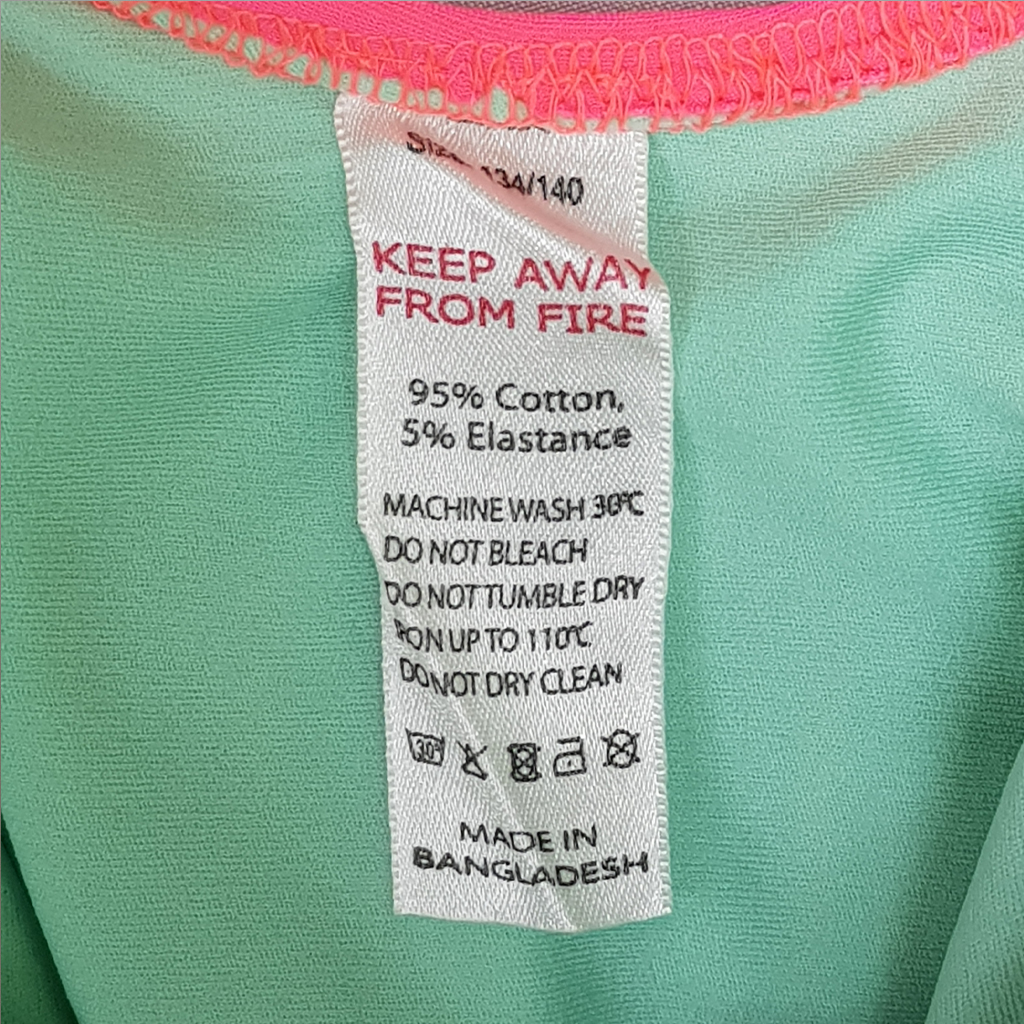 134/140
KEEP AWAY
FROM FIRE
95% Cotton,
5% Elastance
MACHINE WASH 30°C
DO NOT BLEACH
DO NOT TUMBLE DRY
UP TO 110°C
DO NOT DRY CLEAN
30°
MADE IN
BANGLADESH